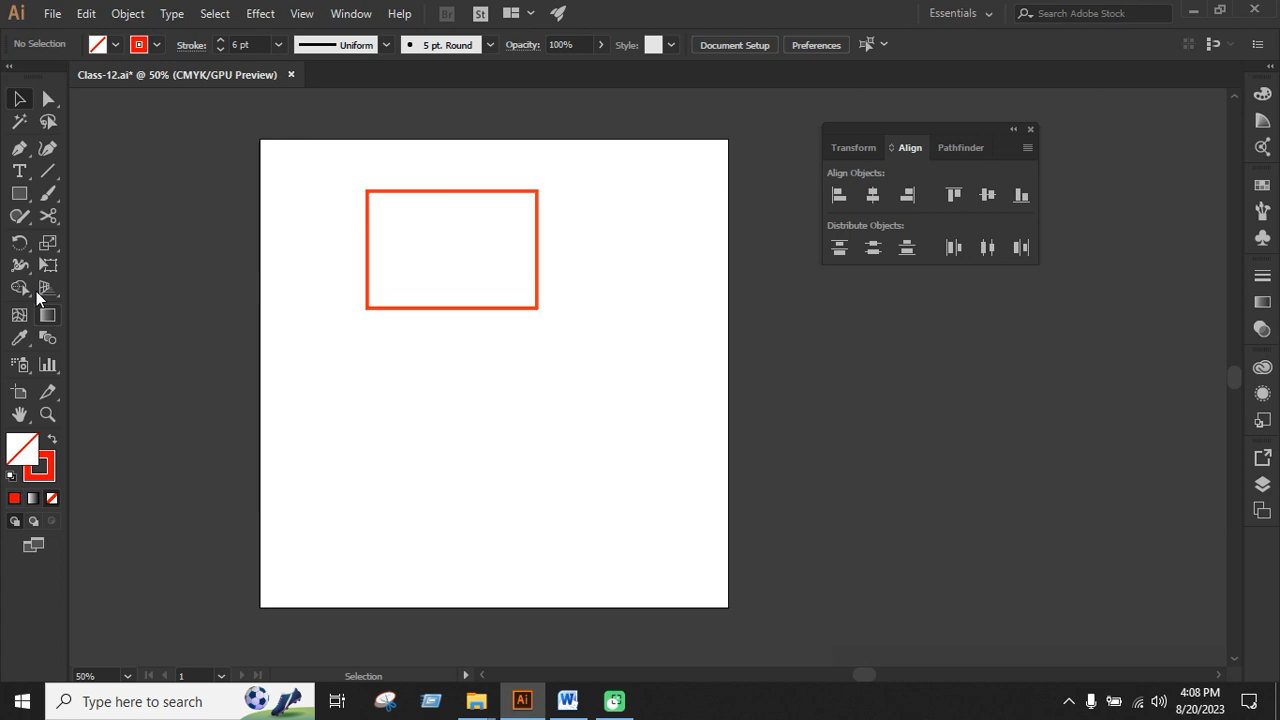 Ai File Edit Object Type Select Effect View Window Help Br St Essentials Search Adobe Stock
No Selection Stroke: 6 pt Uniform 5 pt. Round Opacity: 100% Style: Document Setup Preferences
Class-12.ai* @ 50% (CMYK/GPU Preview)
Transform Align Pathfinder
Align Objects:
Distribute Objects:
50% 1 Selection
Type here to search Ai W 4:08 PM
8/20/2023